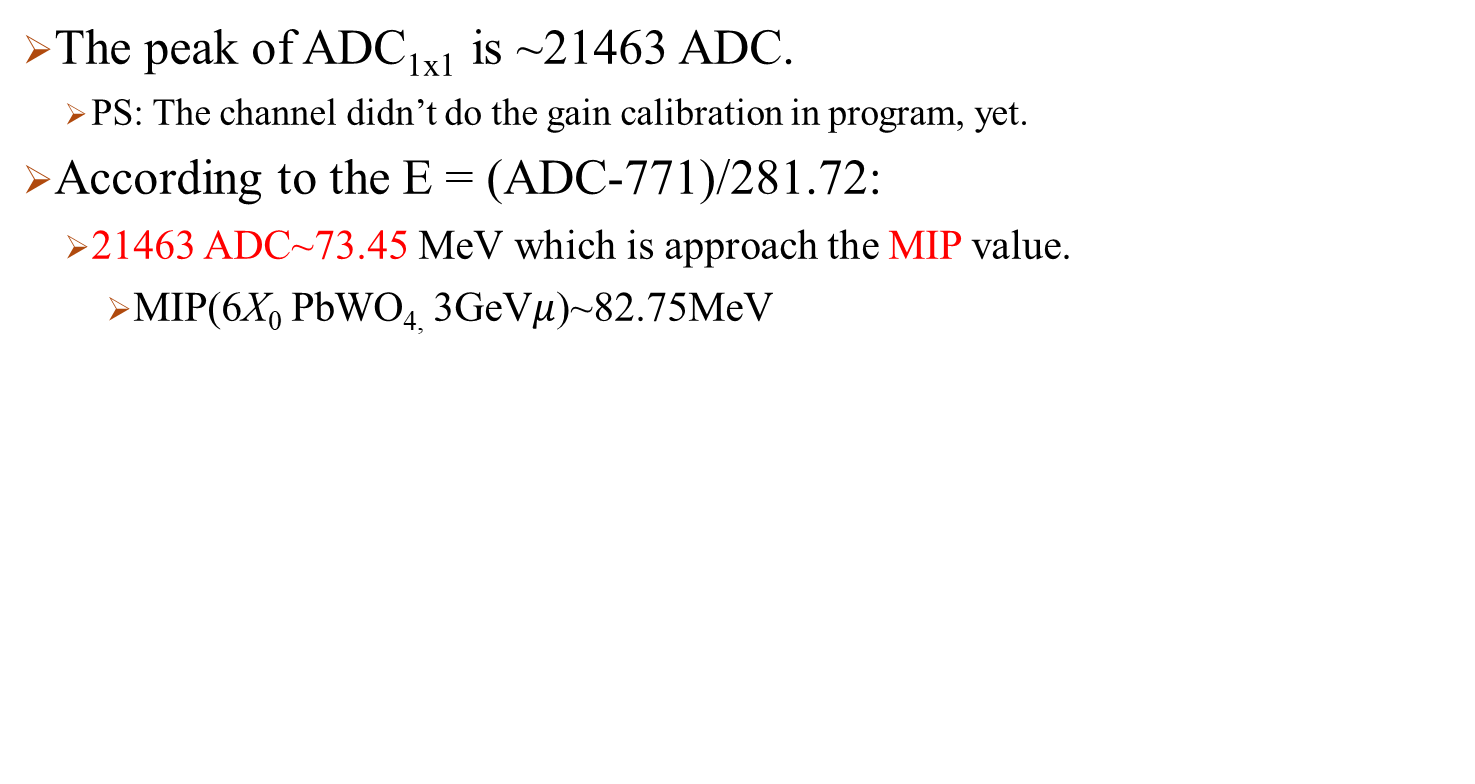 ➢The peak of ADC₁ₓ₁ is ~21463 ADC.
➢PS: The channel didn’t do the gain calibration in program, yet.
➢According to the E = (ADC-771)/281.72:
➢21463 ADC~73.45 MeV which is approach the MIP value.
➢MIP(6X₀ PbWO₄, 3GeVμ)~82.75MeV